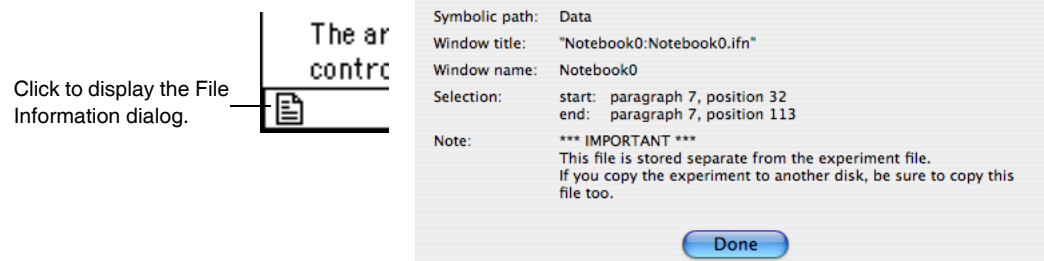 The ar
contro
Click to display the File
Information dialog.
Symbolic path: Data
Window title: "Notebook0:Notebook0.ifn"
Window name: Notebook0
Selection: start: paragraph 7, position 32
end: paragraph 7, position 113
Note: *** IMPORTANT ***
This file is stored separate from the experiment file.
If you copy the experiment to another disk, be sure to copy this
file too.
Done